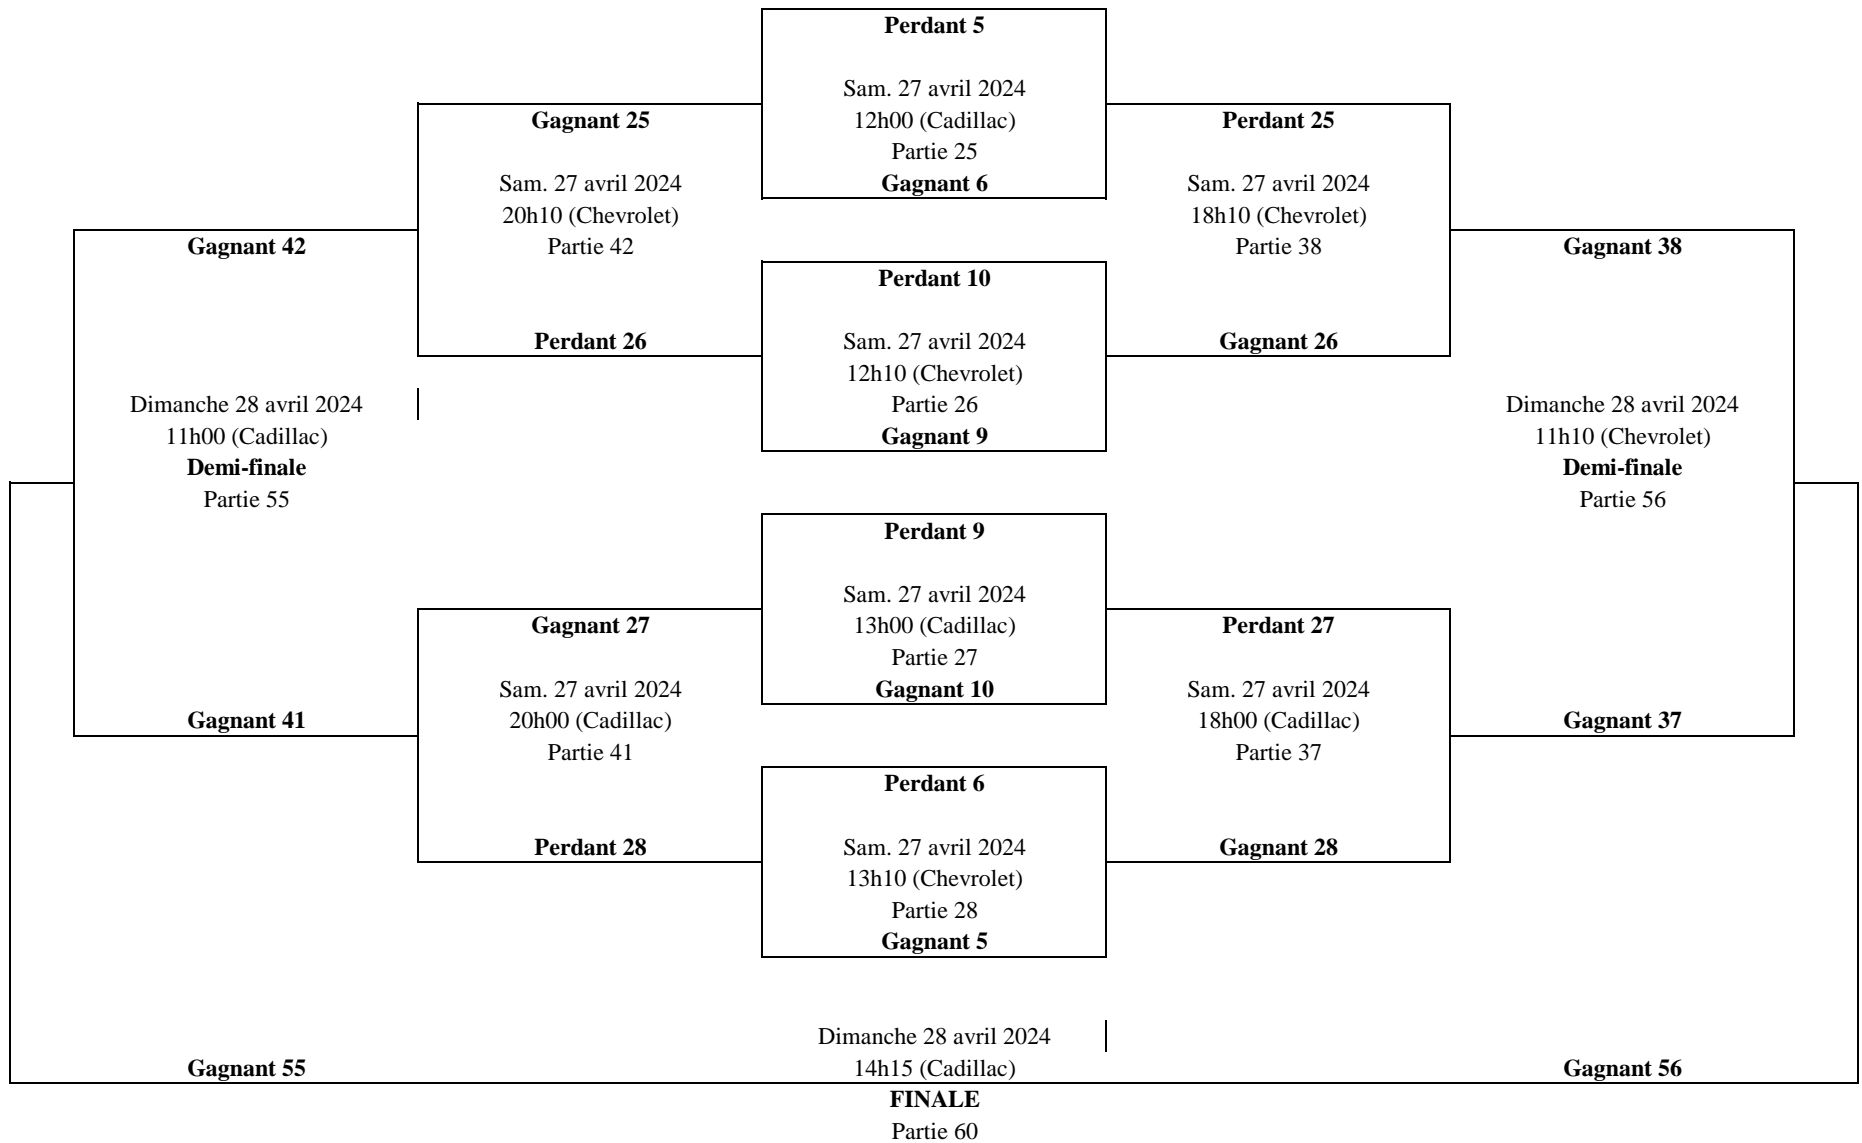 Perdant 5
Sam. 27 avril 2024
12h00 (Cadillac)
Partie 25
Gagnant 6
Gagnant 25
Sam. 27 avril 2024
20h10 (Chevrolet)
Partie 42
Perdant 26
Perdant 25
Sam. 27 avril 2024
18h10 (Chevrolet)
Partie 38
Gagnant 26
Gagnant 42
Dimanche 28 avril 2024
11h00 (Cadillac)
Demi-finale
Partie 55
Gagnant 41
Perdant 10
Sam. 27 avril 2024
12h10 (Chevrolet)
Partie 26
Gagnant 9
Gagnant 38
Dimanche 28 avril 2024
11h10 (Chevrolet)
Demi-finale
Partie 56
Gagnant 37
Perdant 9
Sam. 27 avril 2024
13h00 (Cadillac)
Partie 27
Gagnant 10
Gagnant 27
Sam. 27 avril 2024
20h00 (Cadillac)
Partie 41
Perdant 28
Perdant 27
Sam. 27 avril 2024
18h00 (Cadillac)
Partie 37
Gagnant 28
Perdant 6
Sam. 27 avril 2024
13h10 (Chevrolet)
Partie 28
Gagnant 5
Gagnant 55
Dimanche 28 avril 2024
14h15 (Cadillac)
FINALE
Partie 60
Gagnant 56